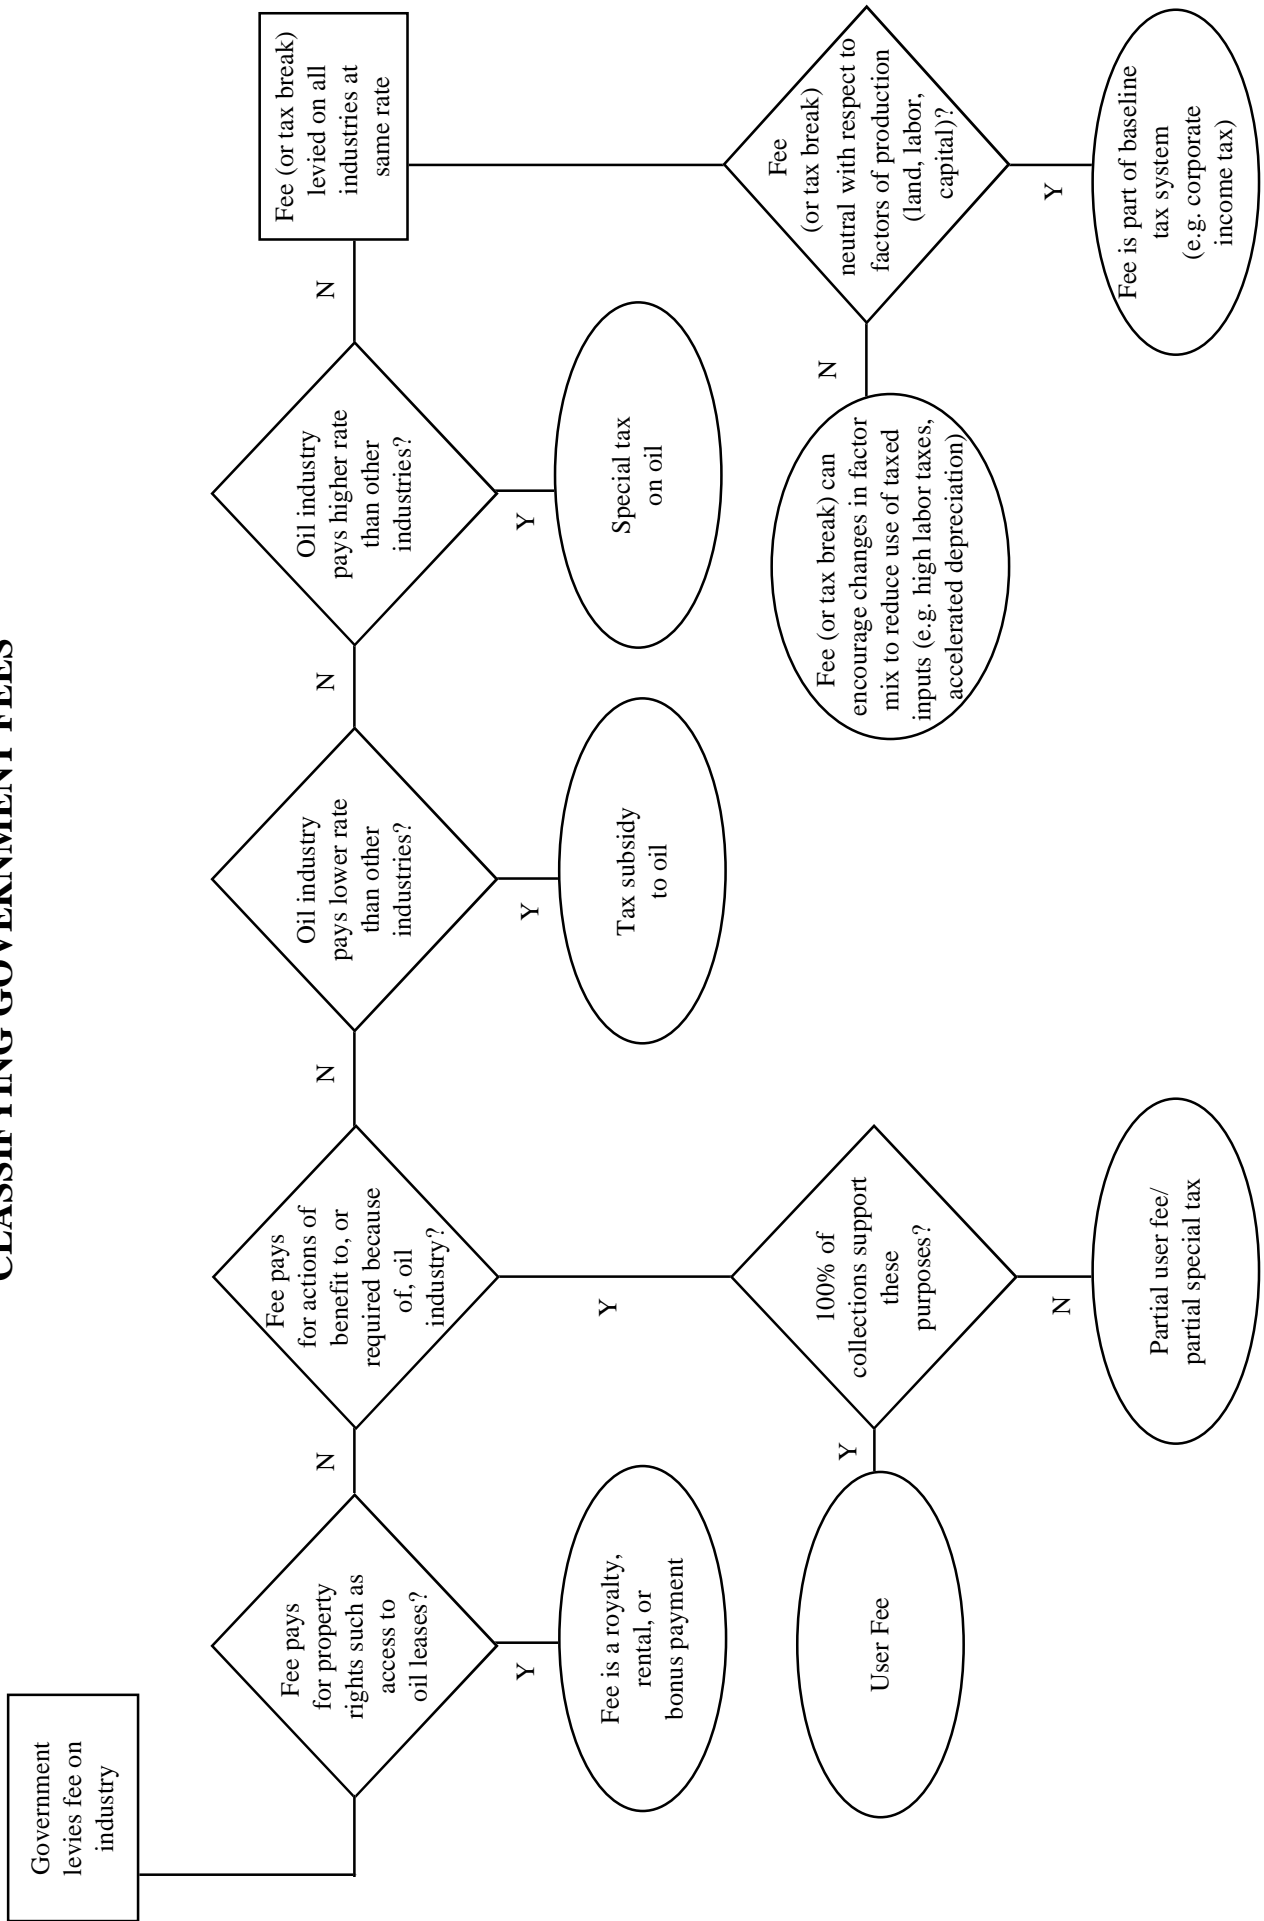 CLASSIFYING GOVERNMENT FEES
Government
levies fee on
industry
Fee pays
for property
rights such as
access to
oil leases?
N
Fee pays
for actions of
benefit to, or
required because
of, oil
industry?
N
Oil industry
pays lower rate
than other
industries?
N
Oil industry
pays higher rate
than other
industries?
N
Fee (or tax break)
levied on all
industries at
same rate
Y
Fee is a royalty,
rental, or
bonus payment
Y
Y
Tax subsidy
to oil
Y
Special tax
on oil
User Fee
Y
100% of
collections support
these
purposes?
N
Partial user fee/
partial special tax
Fee (or tax break) can
encourage changes in factor
mix to reduce use of taxed
inputs (e.g. high labor taxes,
accelerated depreciation)
N
Fee
(or tax break)
neutral with respect to
factors of production
(land, labor,
capital)?
Y
Fee is part of baseline
tax system
(e.g. corporate
income tax)